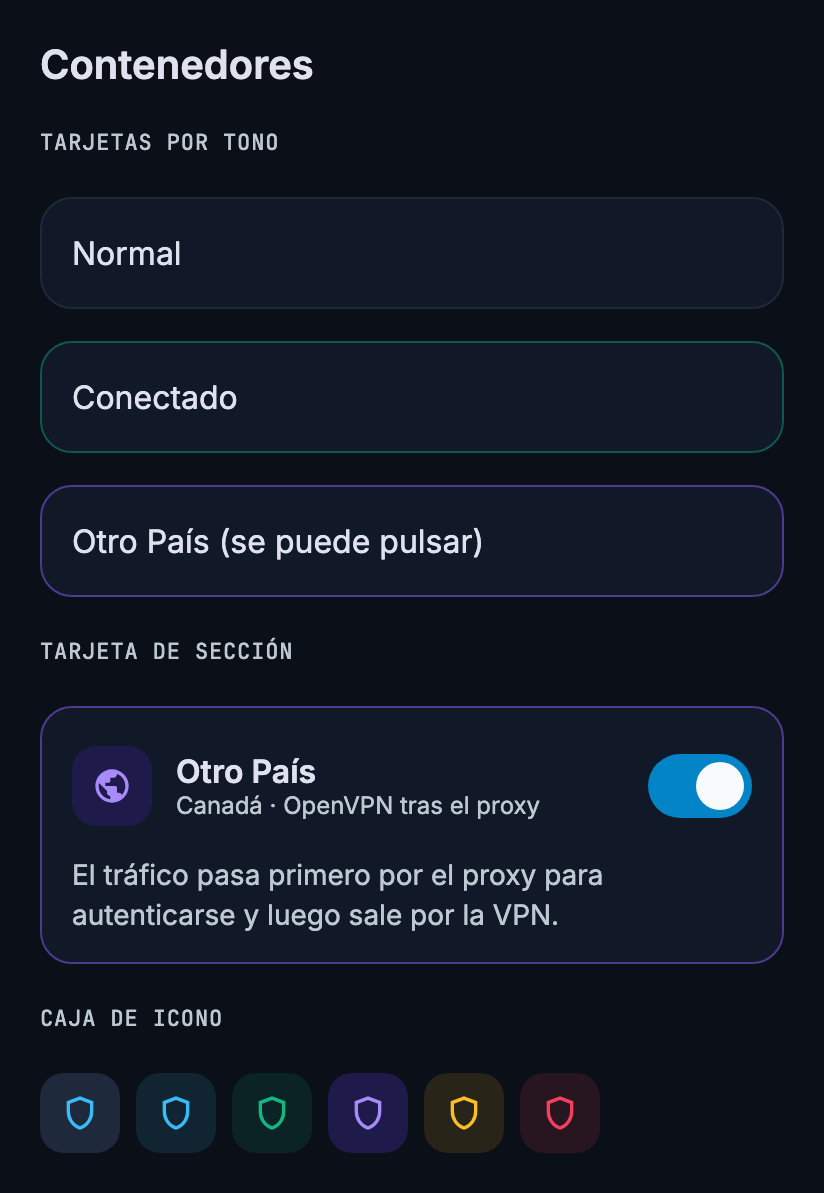 Contenedores
TARJETAS POR TONO
Normal
Conectado
Otro País (se puede pulsar)
TARJETA DE SECCIÓN
Otro País
Canadá · OpenVPN tras el proxy
El tráfico pasa primero por el proxy para
autenticarse y luego sale por la VPN.
CAJA DE ICONO